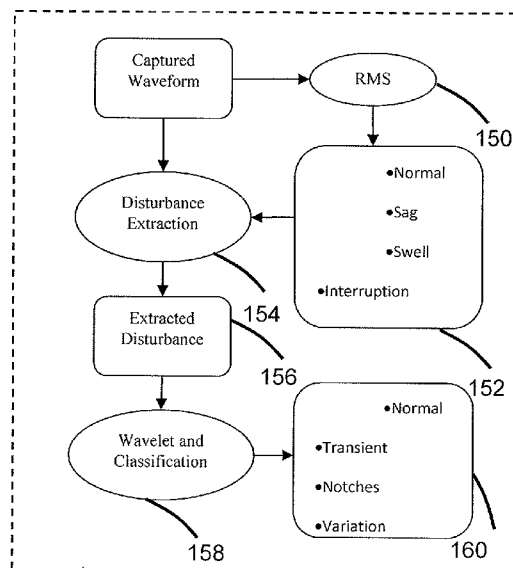 Captured
Waveform
RMS
150
•Normal
•Sag
•Swell
•Interruption
152
Disturbance
Extraction
154
Extracted
Disturbance
156
Wavelet and
Classification
158
•Normal
•Transient
•Notches
•Variation
160